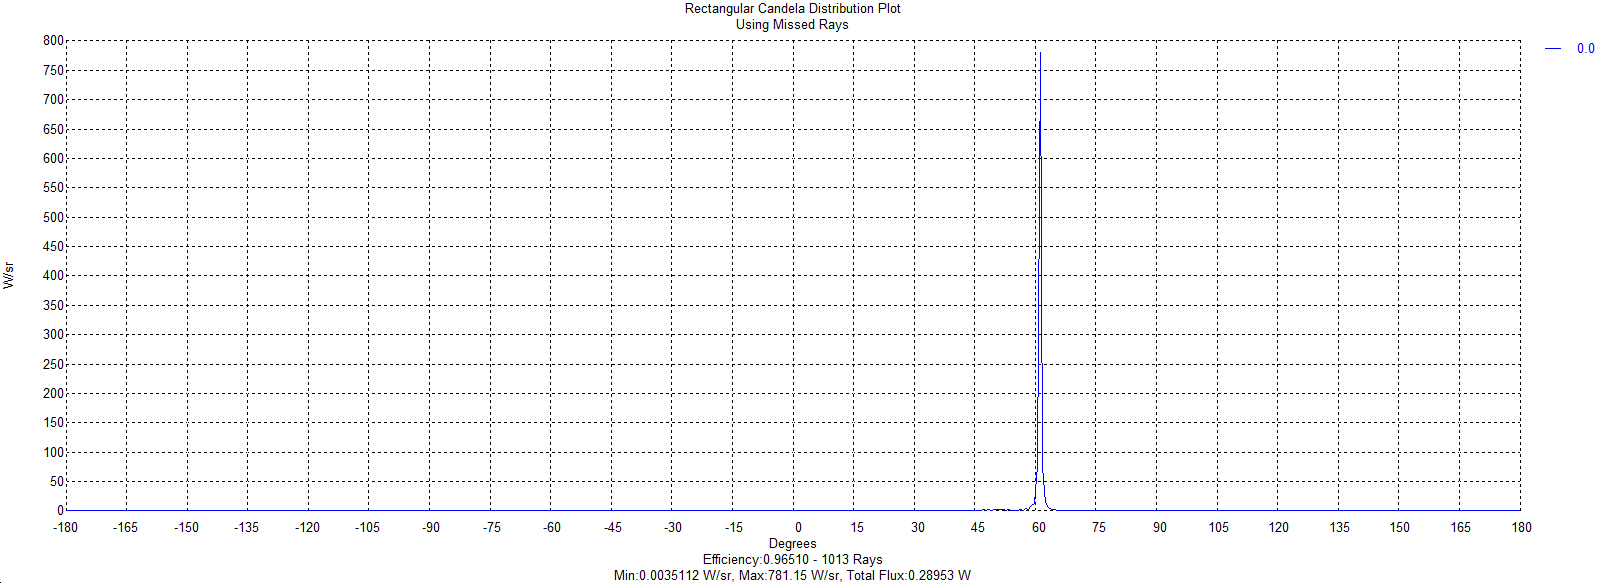 Rectangular Candela Distribution Plot
Using Missed Rays
800
750
700
650
600
550
500
450
400
350
300
250
200
150
100
50
0
W/sr
0.0
-180 -165 -150 -135 -120 -105 -90 -75 -60 -45 -30 -15 0 15 30 45 60 75 90 105 120 135 150 165 180
Degrees
Efficiency:0.96510 - 1013 Rays
Min:0.0035112 W/sr, Max:781.15 W/sr, Total Flux:0.28953 W